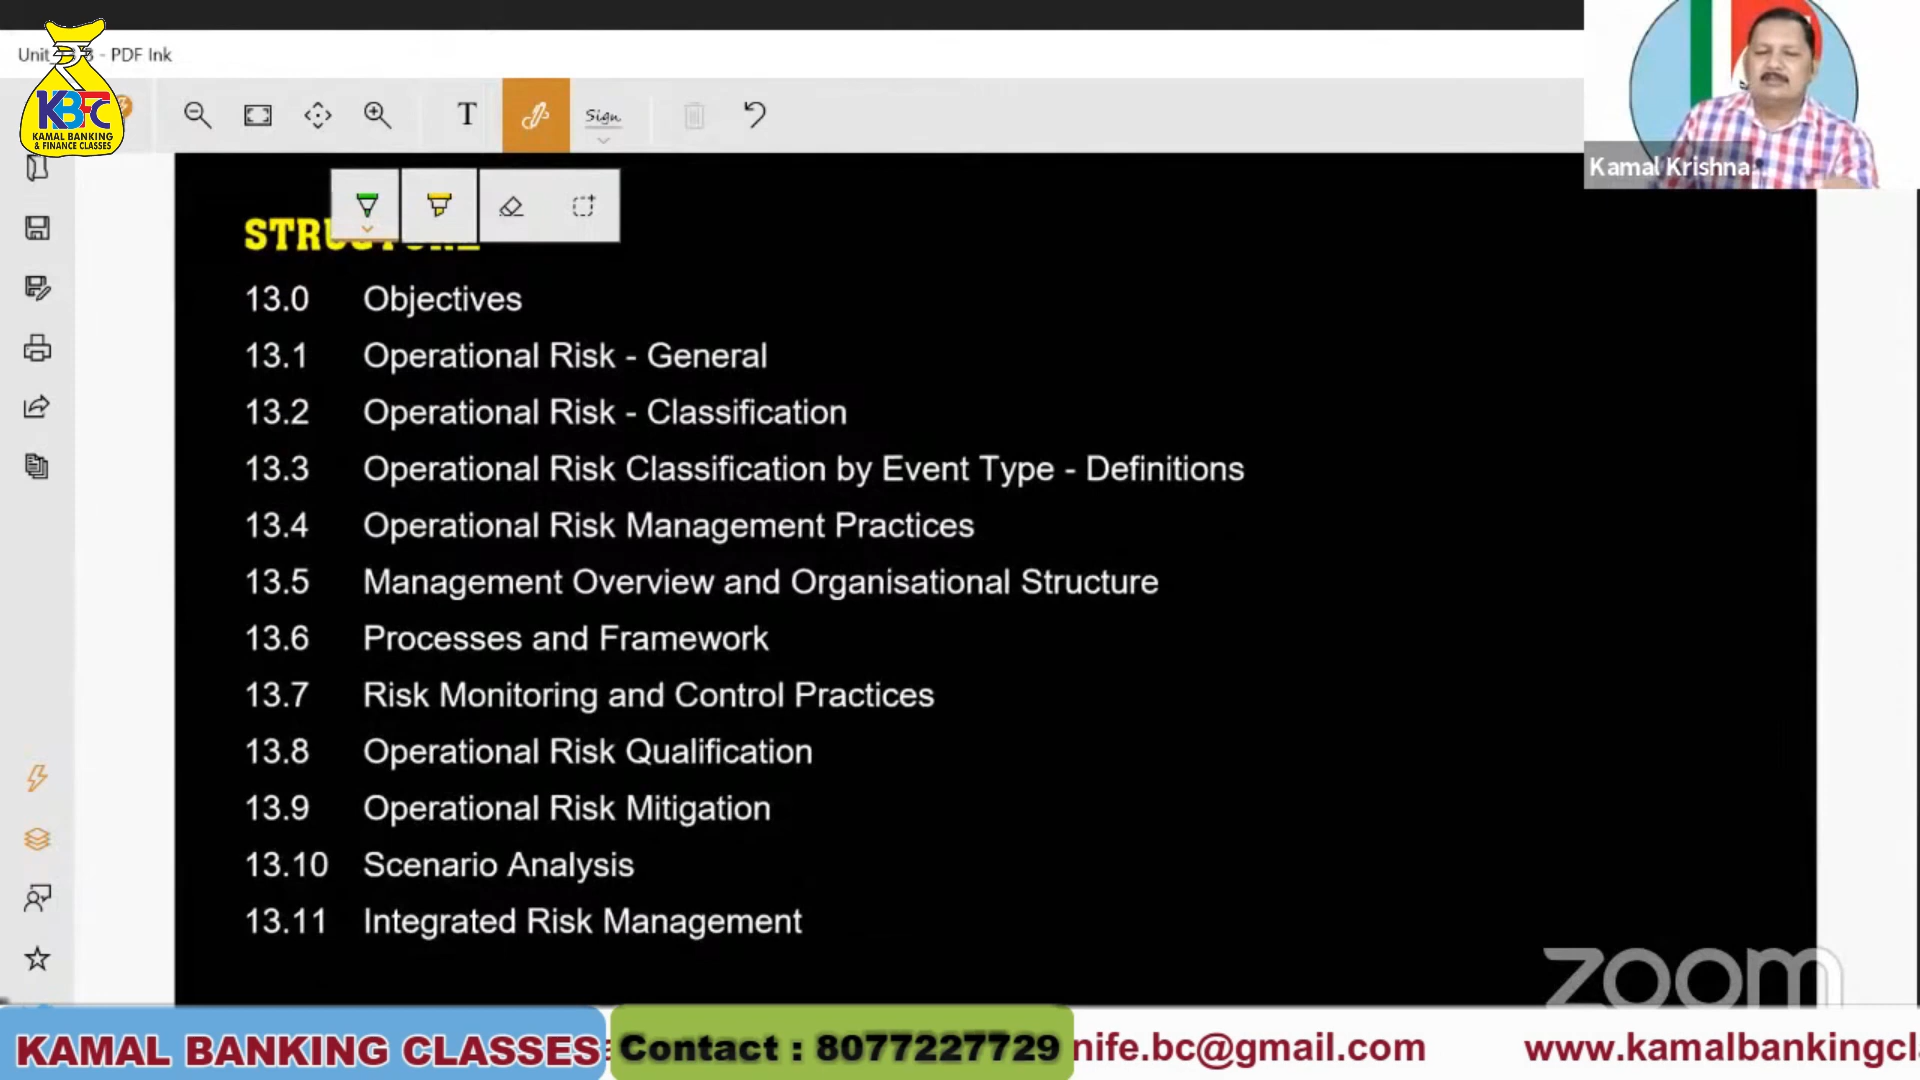 Unit - PDF Ink
KBFC
KAMAL BANKING
& FINANCE CLASSES
T
Sign
Kamal Krishna
13.0 Objectives
13.1 Operational Risk - General
13.2 Operational Risk - Classification
13.3 Operational Risk Classification by Event Type - Definitions
13.4 Operational Risk Management Practices
13.5 Management Overview and Organisational Structure
13.6 Processes and Framework
13.7 Risk Monitoring and Control Practices
13.8 Operational Risk Qualification
13.9 Operational Risk Mitigation
13.10 Scenario Analysis
13.11 Integrated Risk Management
zoom
KAMAL BANKING CLASSES Contact : 8077227729 nife.bc@gmail.com www.kamalbankingcl